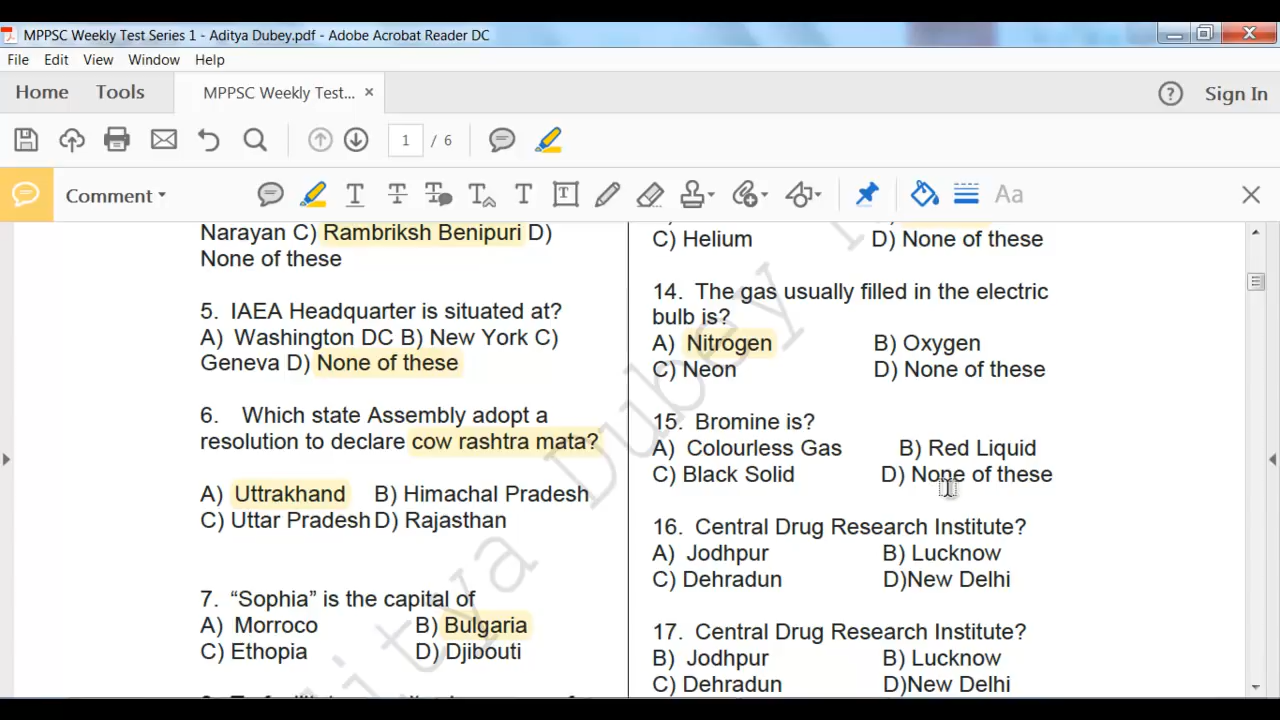 MPPSC Weekly Test Series 1 - Aditya Dubey.pdf - Adobe Acrobat Reader DC
File Edit View Window Help
Home Tools MPPSC Weekly Test... × ? Sign In
1 / 6
Comment
Narayan C) Rambriksh Benipuri D)
None of these
5. IAEA Headquarter is situated at?
A) Washington DC B) New York C)
Geneva D) None of these
6. Which state Assembly adopt a
resolution to declare cow rashtra mata?
A) Uttrakhand B) Himachal Pradesh
C) Uttar Pradesh D) Rajasthan
7. “Sophia” is the capital of
A) Morroco B) Bulgaria
C) Ethopia D) Djibouti
C) Helium D) None of these
14. The gas usually filled in the electric
bulb is?
A) Nitrogen B) Oxygen
C) Neon D) None of these
15. Bromine is?
A) Colourless Gas B) Red Liquid
C) Black Solid D) None of these
16. Central Drug Research Institute?
A) Jodhpur B) Lucknow
C) Dehradun D)New Delhi
17. Central Drug Research Institute?
B) Jodhpur B) Lucknow
C) Dehradun D)New Delhi